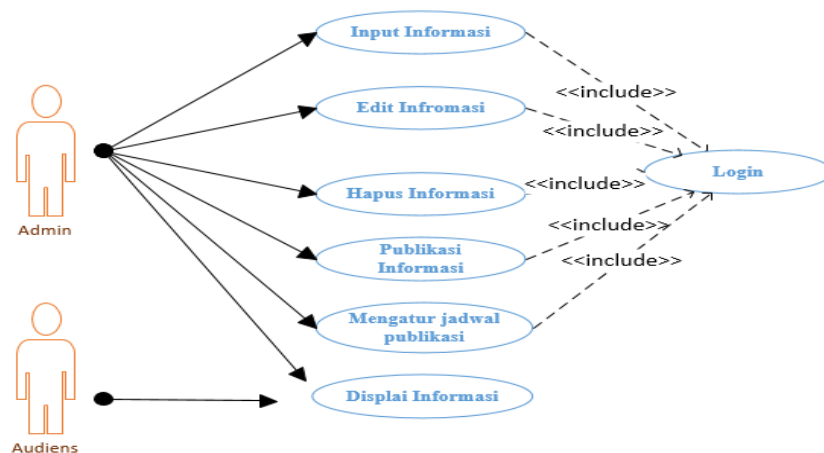 Input Informasi
<<include>>
Edit Infromasi
<<include>>
Login
Hapus Informasi
<<include>>
Admin
<<include>>
Publikasi
Informasi
<<include>>
Mengatur jadwal
publikasi
Displai Informasi
Audiens